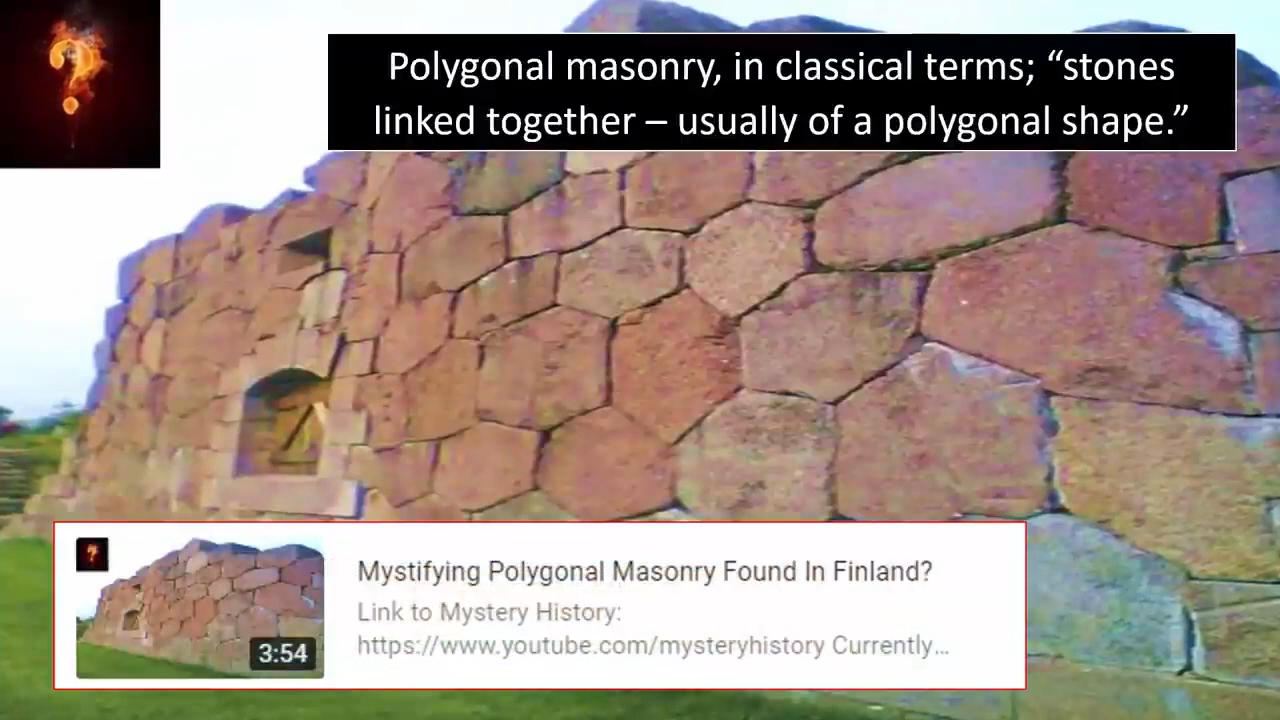 Polygonal masonry, in classical terms; “stones
linked together – usually of a polygonal shape.”
Mystifying Polygonal Masonry Found In Finland?
Link to Mystery History:
https://www.youtube.com/mysteryhistory Currently...
3:54